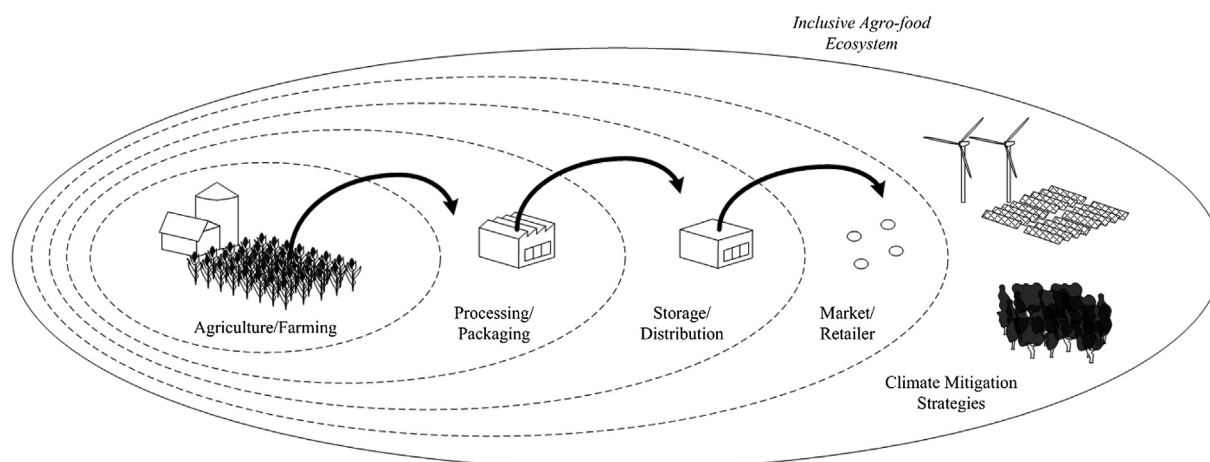 Inclusive Agro-food
Ecosystem
Agriculture/Farming
Processing/
Packaging
Storage/
Distribution
Market/
Retailer
Climate Mitigation
Strategies